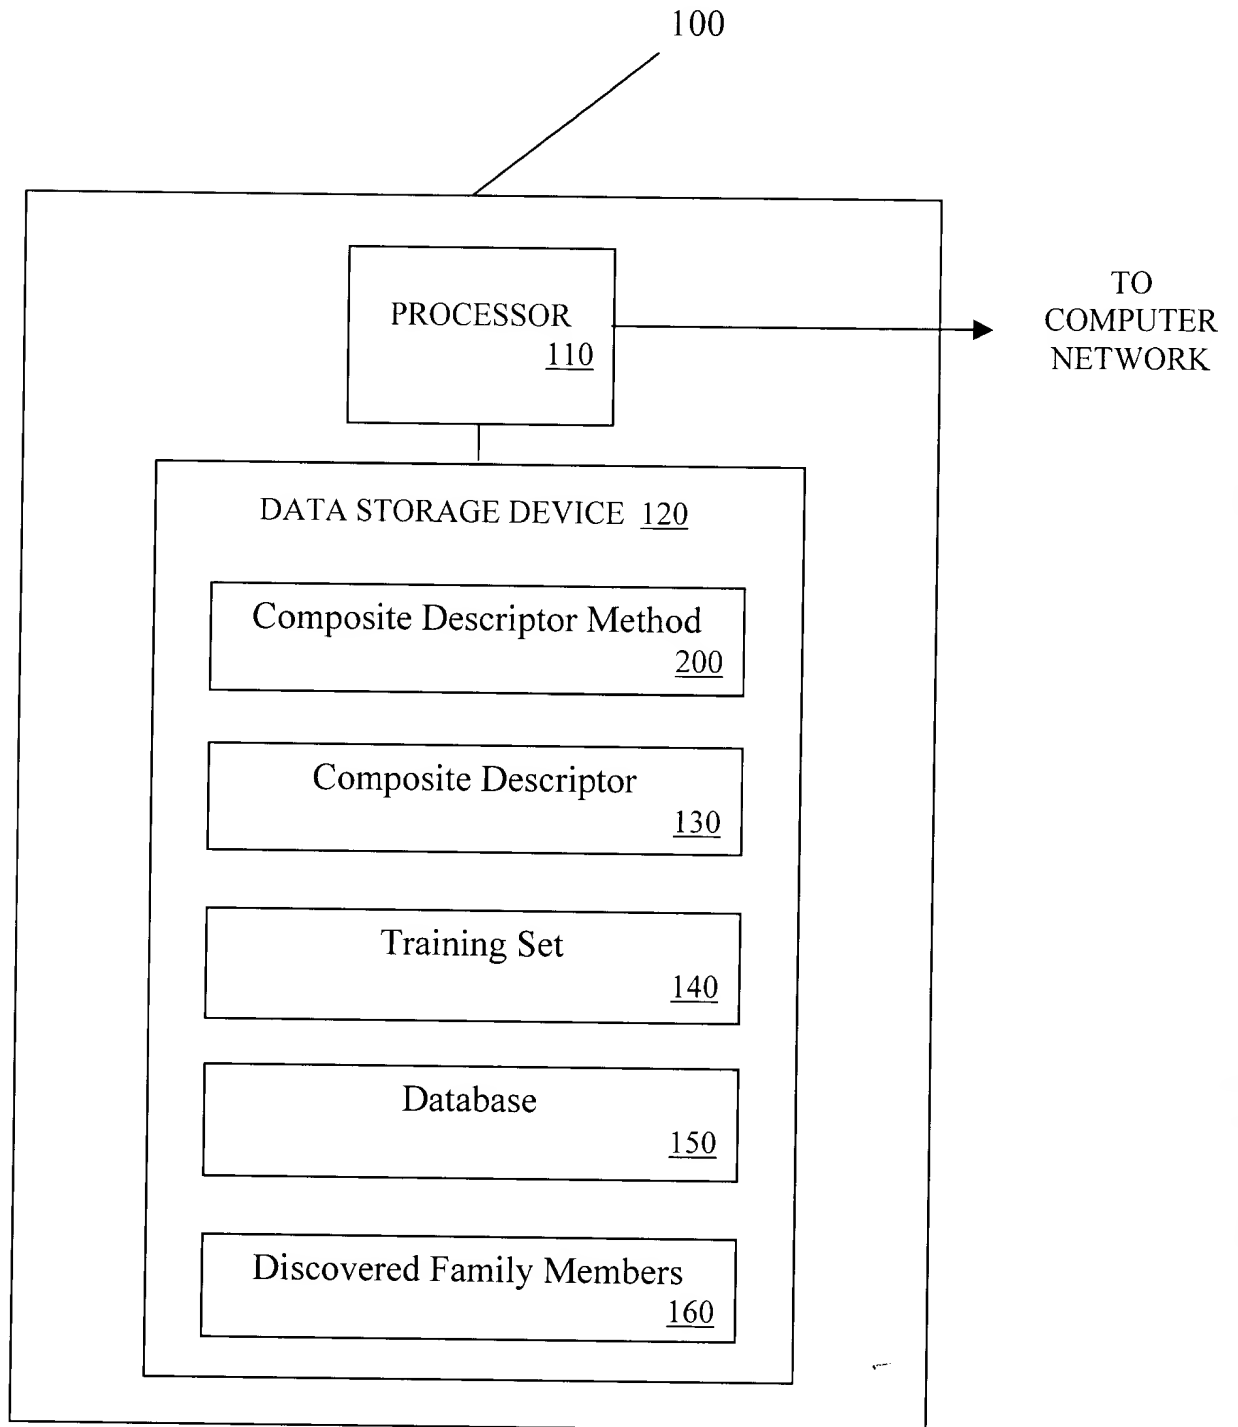 100
PROCESSOR
110
TO
COMPUTER
NETWORK
DATA STORAGE DEVICE 120
Composite Descriptor Method
200
Composite Descriptor
130
Training Set
140
Database
150
Discovered Family Members
160